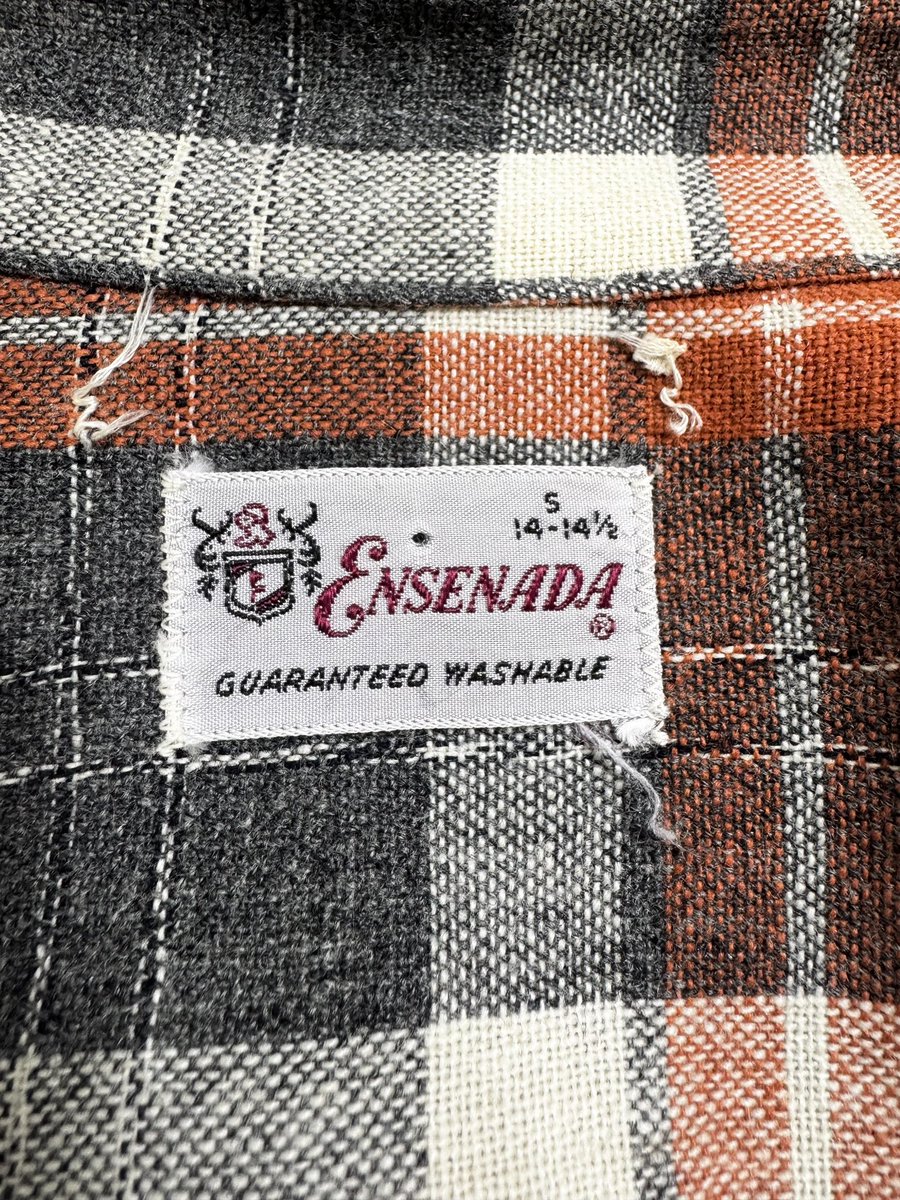 S
14-14½
ENSENADA®
GUARANTEED WASHABLE